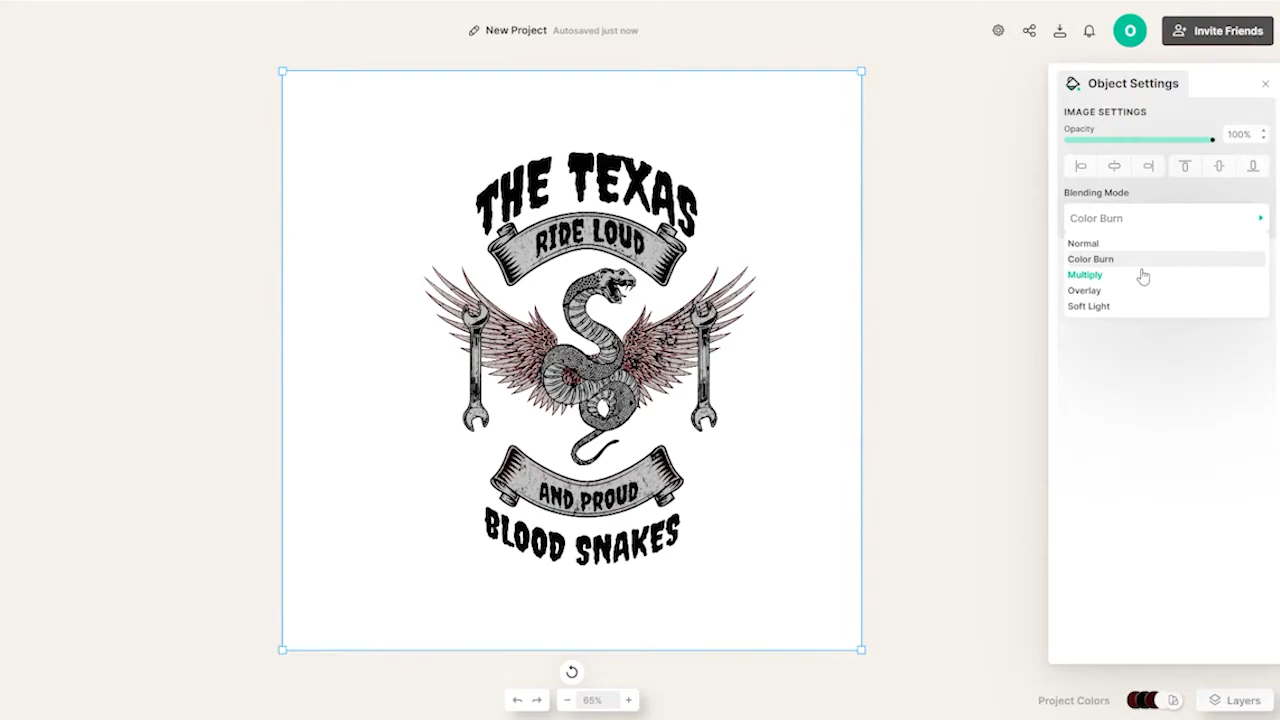 New Project Autosaved just now
O
Invite Friends
Object Settings
IMAGE SETTINGS
Opacity
100%
Blending Mode
Color Burn
Normal
Color Burn
Multiply
Overlay
Soft Light
THE TEXAS
RIDE LOUD
AND PROUD
BLOOD SNAKES
65%
Project Colors
Layers